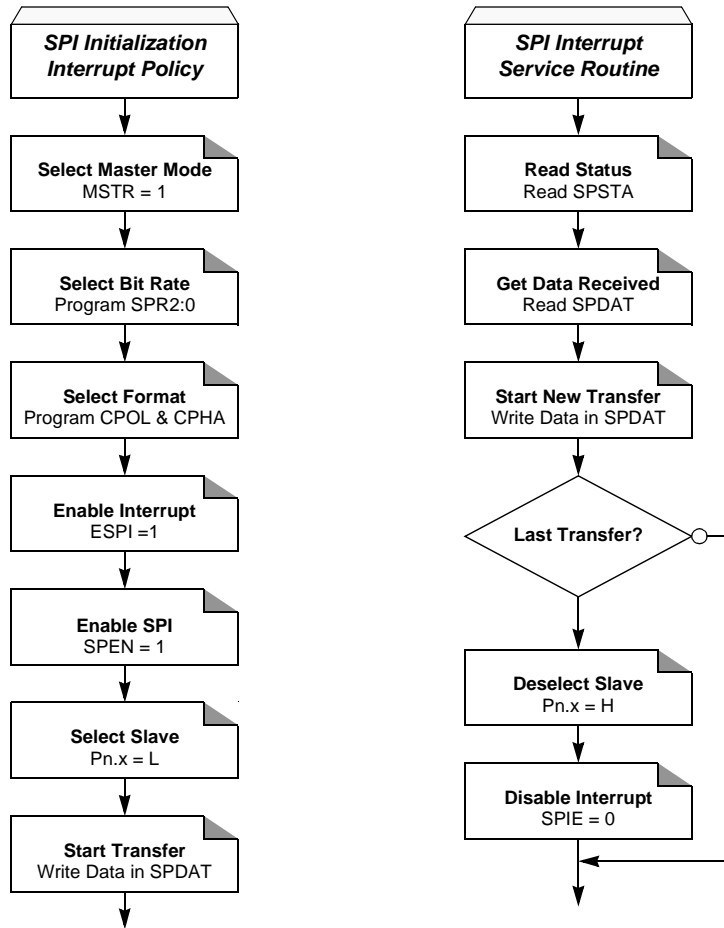 SPI Initialization
Interrupt Policy
Select Master Mode
MSTR = 1
Select Bit Rate
Program SPR2:0
Select Format
Program CPOL & CPHA
Enable Interrupt
ESPI =1
Enable SPI
SPEN = 1
Select Slave
Pn.x = L
Start Transfer
Write Data in SPDAT
SPI Interrupt
Service Routine
Read Status
Read SPSTA
Get Data Received
Read SPDAT
Start New Transfer
Write Data in SPDAT
Last Transfer?
Deselect Slave
Pn.x = H
Disable Interrupt
SPIE = 0